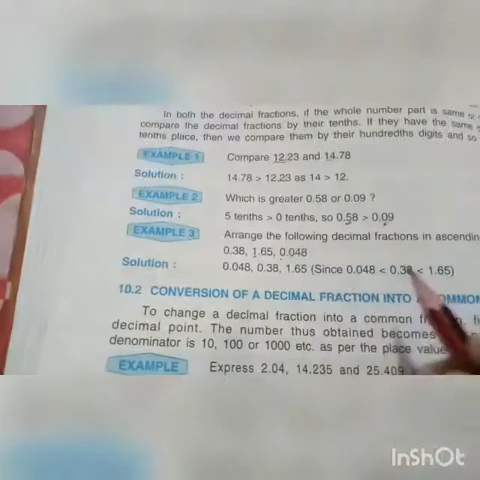 In both the decimal fractions, if the whole number part is same or
compare the decimal fractions by their tenths. If they have the same
tenths place, then we compare them by their hundredths digits and so
EXAMPLE 1 Compare 12.23 and 14.78
Solution : 14.78 > 12.23 as 14 > 12.
EXAMPLE 2 Which is greater 0.58 or 0.09 ?
Solution : 5 tenths > 0 tenths, so 0.58 > 0.09
EXAMPLE 3 Arrange the following decimal fractions in ascendin
0.38, 1.65, 0.048
Solution : 0.048, 0.38, 1.65 (Since 0.048 < 0.38 < 1.65)
10.2 CONVERSION OF A DECIMAL FRACTION INTO OMMON
To change a decimal fraction into a common
decimal point. The number thus obtained becomes
denominator is 10, 100 or 1000 etc. as per the place value
EXAMPLE Express 2.04, 14.235 and 25.409
InShOt